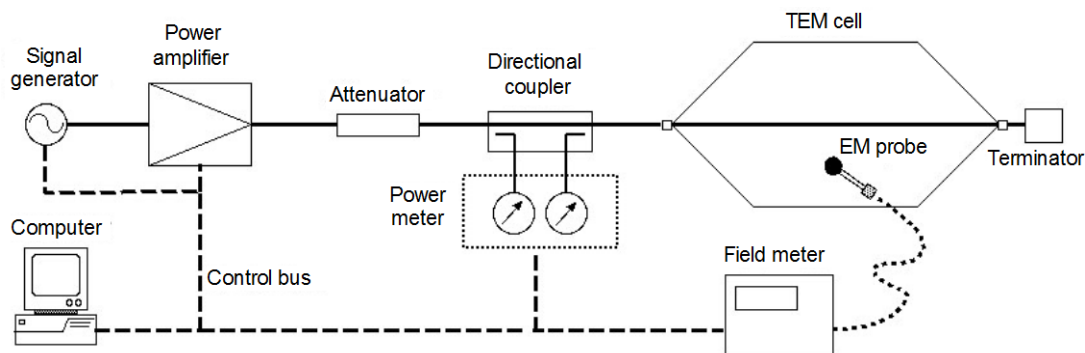 Signal
generator
Power
amplifier
Attenuator
Directional
coupler
TEM cell
EM probe
Terminator
Power
meter
Computer
Control bus
Field meter